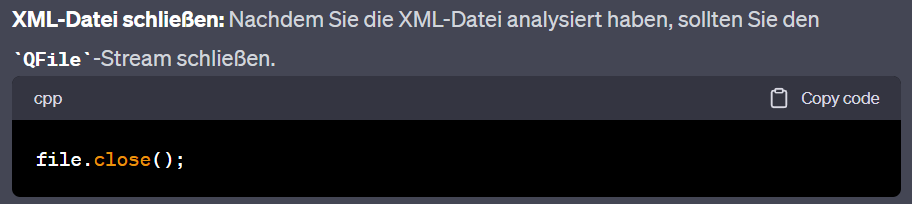 XML-Datei schließen: Nachdem Sie die XML-Datei analysiert haben, sollten Sie den
`QFile`-Stream schließen.
cpp Copy code
file.close();